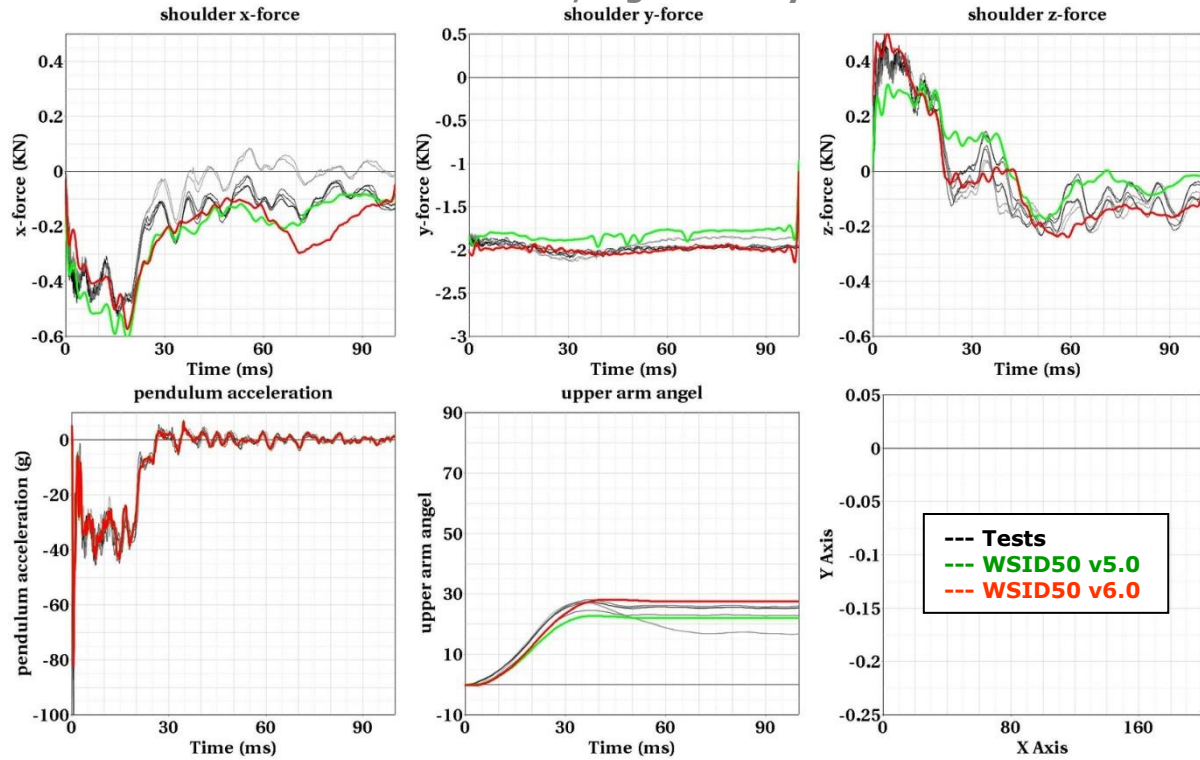 shoulder x-force
shoulder y-force
shoulder z-force
x-force (KN)
0.4
0.2
0
-0.2
-0.4
-0.6
0 30 60 90
Time (ms)
y-force (KN)
0.5
0
-0.5
-1
-1.5
-2
-2.5
-3
0 30 60 90
Time (ms)
z-force (KN)
0.4
0.2
0
-0.2
-0.4
-0.6
0 30 60 90
Time (ms)
pendulum acceleration
upper arm angel
pendulum acceleration (g)
0
-20
-40
-60
-80
-100
0 30 60 90
Time (ms)
upper arm angel
90
70
50
30
10
-10
0 30 60 90
Time (ms)
Y Axis
0.05
0
-0.05
-0.1
-0.15
-0.2
-0.25
0 80 160
X Axis
--- Tests
--- WSID50 v5.0
--- WSID50 v6.0